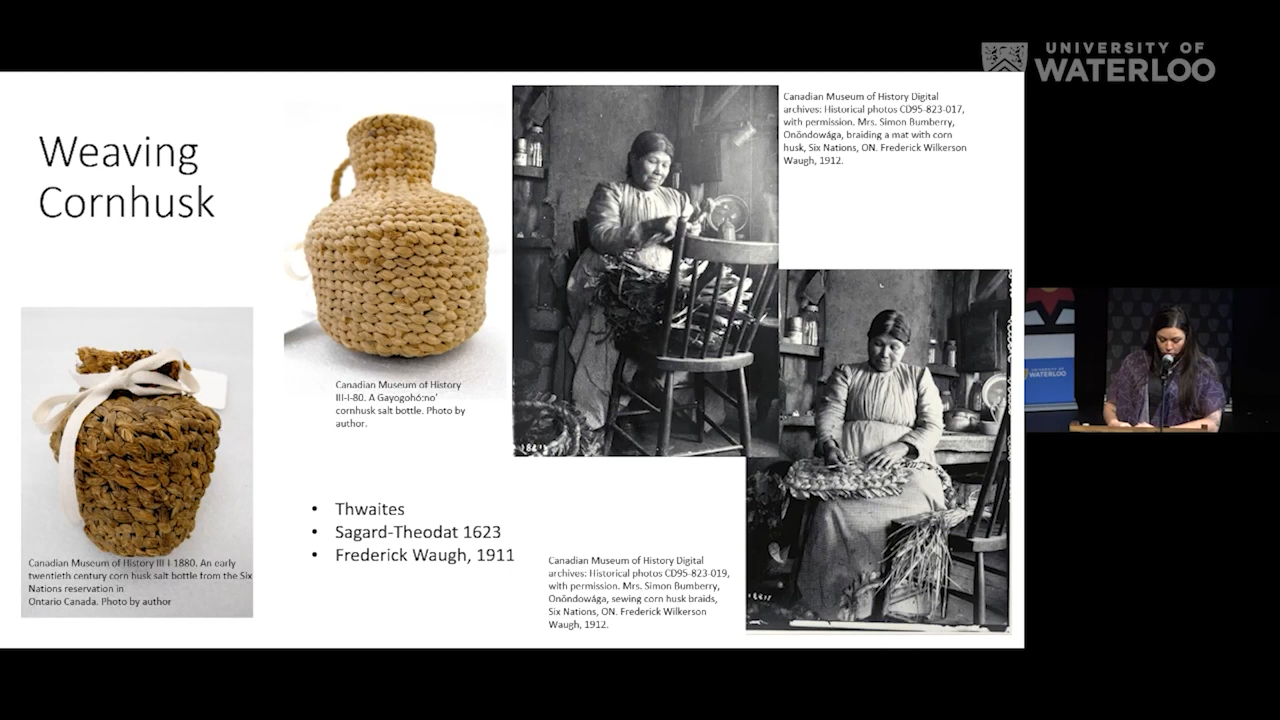 UNIVERSITY OF
WATERLOO
Weaving
Cornhusk
Canadian Museum of History Digital
archives: Historical photos CD95-823-017,
with permission. Mrs. Simon Bumberry,
Onöndowága, braiding a mat with corn
husk, Six Nations, ON. Frederick Wilkerson
Waugh, 1912.
Canadian Museum of History
III-I-80. A Gayogohó:no'
cornhusk salt bottle. Photo by
author.
• Thwaites
• Sagard-Theodat 1623
• Frederick Waugh, 1911
Canadian Museum of History III-I-1880. An early
twentieth century corn husk salt bottle from the Six
Nations reservation in
Ontario Canada. Photo by author
Canadian Museum of History Digital
archives: Historical photos CD95-823-019,
with permission. Mrs. Simon Bumberry,
Onöndowága, sewing corn husk braids,
Six Nations, ON. Frederick Wilkerson
Waugh, 1912.
WATERLOO